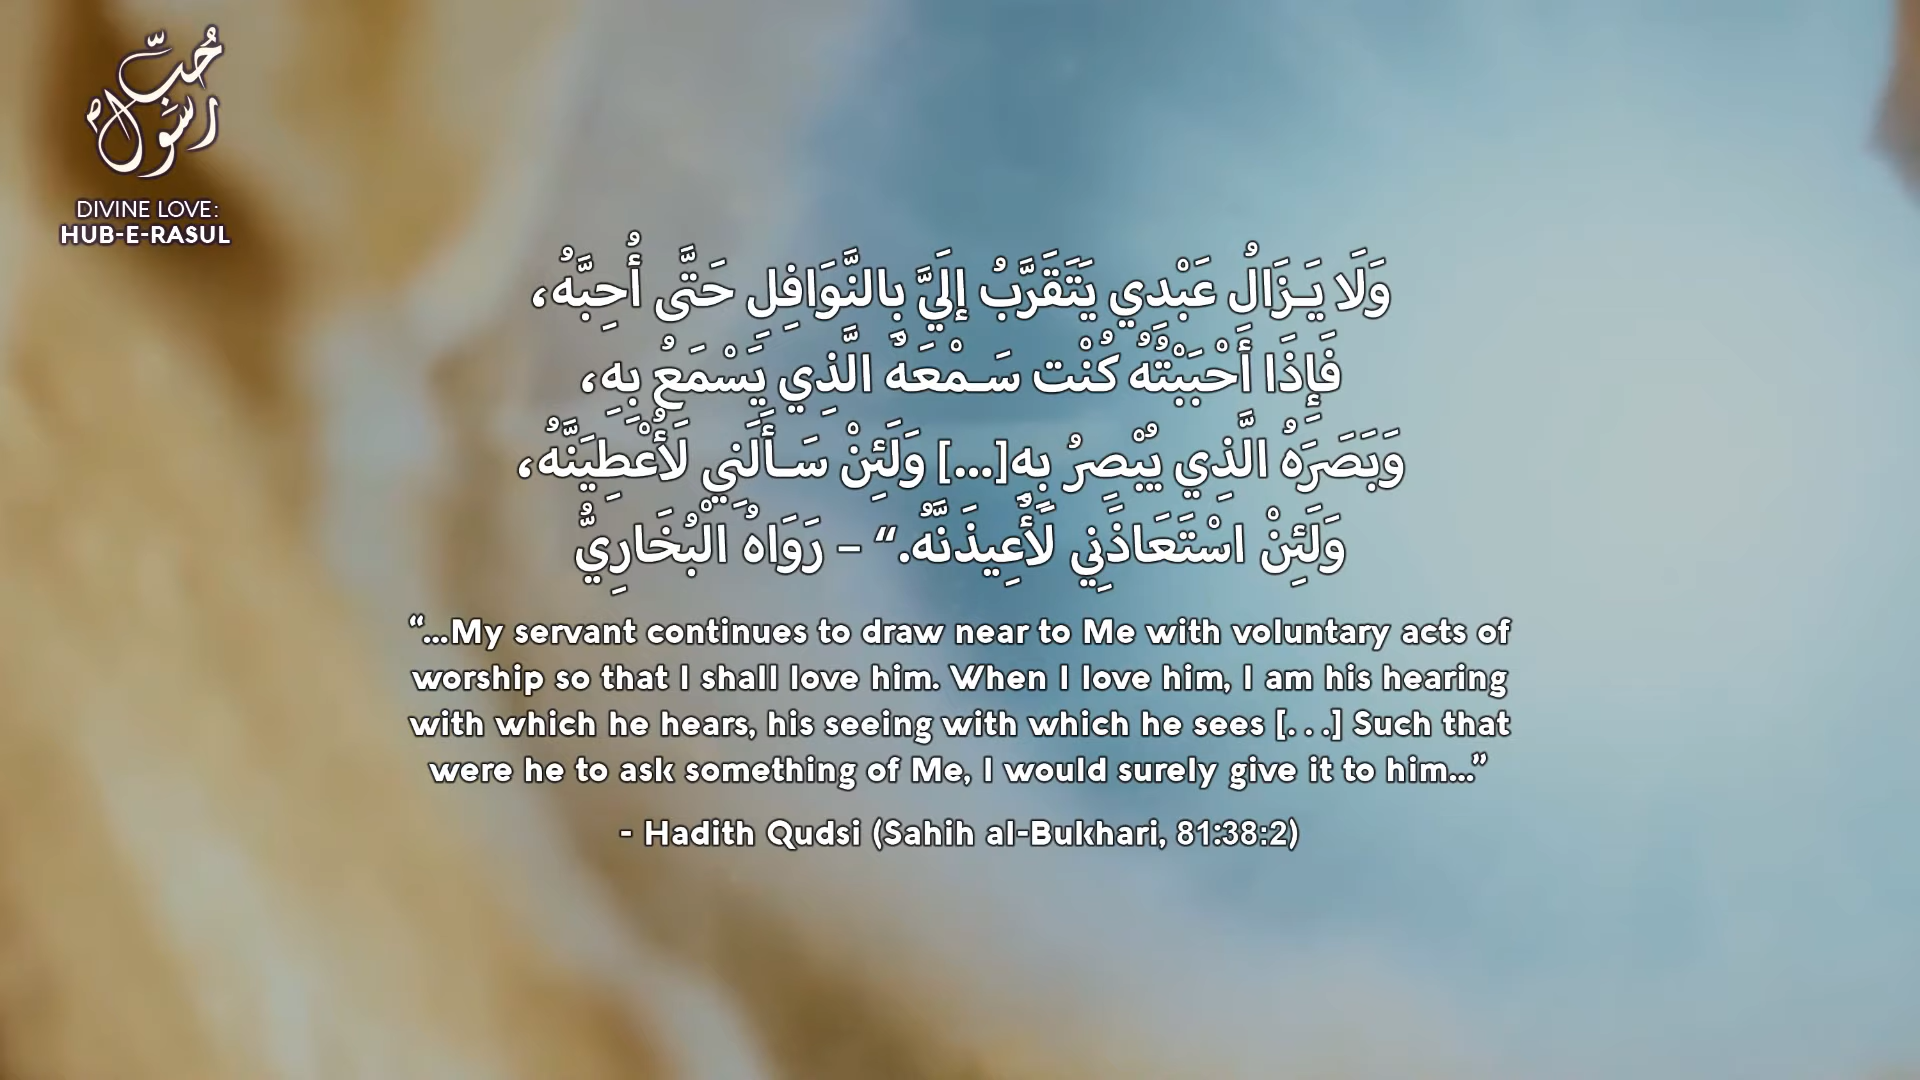 حُبِّ
رَسُوْل
DIVINE LOVE:
HUB-E-RASUL
وَلَا يَـزَالُ عَبْدِي يَتَقَرَّبُ إلَيَّ بِالنَّوَافِلِ حَتَّى أُحِبَّهُ،
فَإِذَا أَحْبَبْتُهُ كُنْت سَـمْعَهُ الَّذِي يَسْمَعُ بِهِ،
وَبَصَرَهُ الَّذِي يُبْصِرُ بِهِ[...] وَلَئِنْ سَـأَلَنِي لَأُعْطِيَنَّهُ،
وَلَئِنْ اسْتَعَاذَنِي لَأُعِيذَنَّهُ.“ – رَوَاهُ الْبُخَارِيُّ
“...My servant continues to draw near to Me with voluntary acts of
worship so that I shall love him. When I love him, I am his hearing
with which he hears, his seeing with which he sees [. . .] Such that
were he to ask something of Me, I would surely give it to him...”
- Hadith Qudsi (Sahih al-Bukhari, 81:38:2)